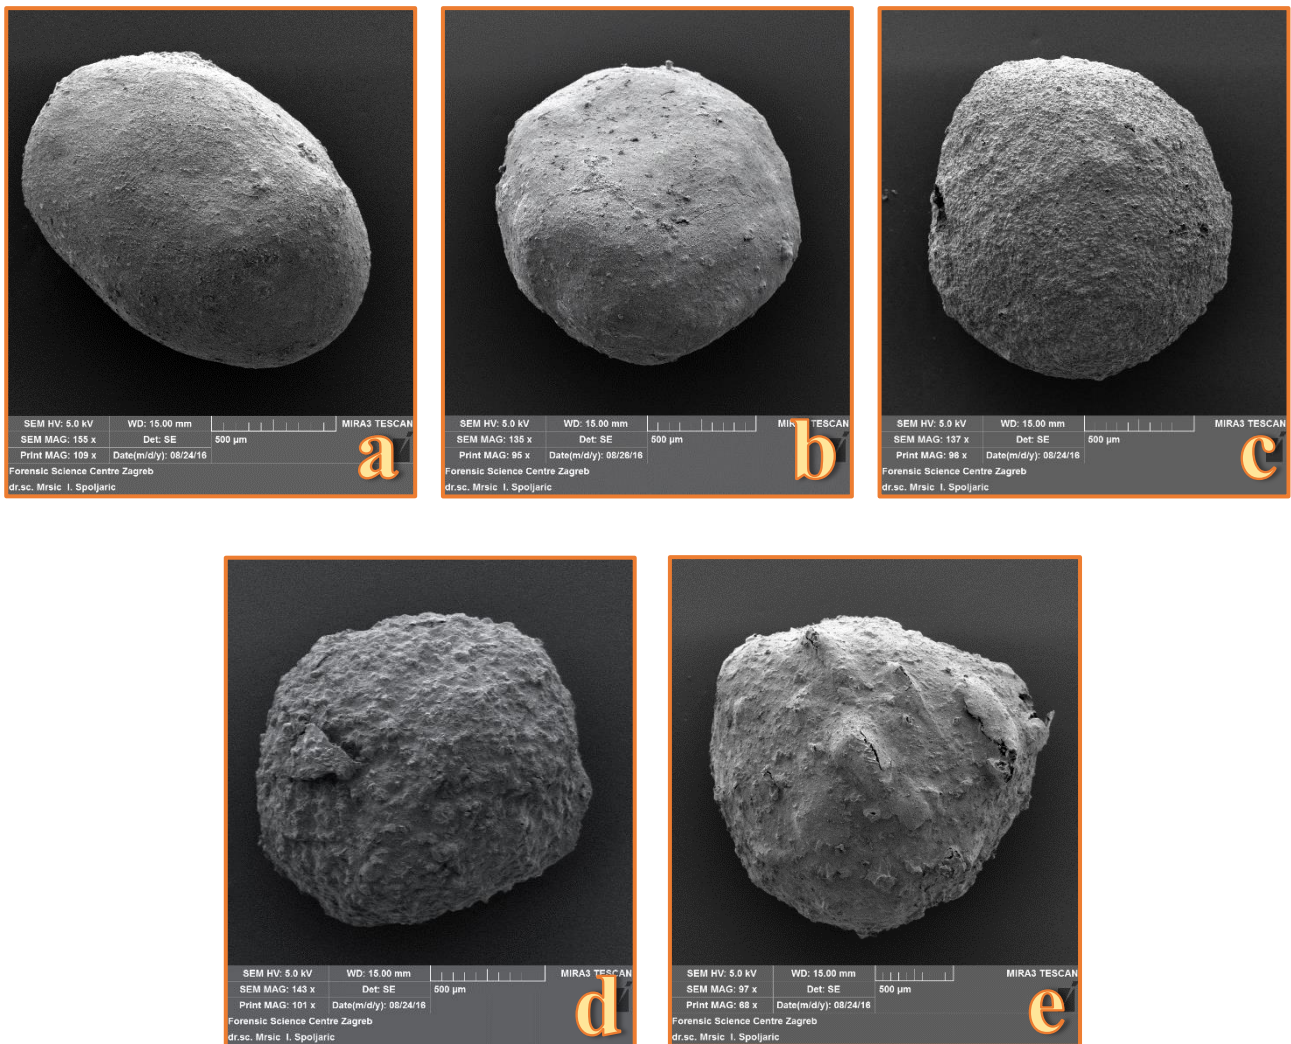 SEM HV: 5.0 kV WD: 15.00 mm MIRA3 TESCAN
SEM MAG: 155 x Det: SE 500 µm
Print MAG: 109 x Date(m/d/y): 08/24/16
Forensic Science Centre Zagreb
dr.sc. Mrsic I. Spoljaric
a
SEM HV: 5.0 kV WD: 15.00 mm MIRA3 TESCAN
SEM MAG: 135 x Det: SE 500 µm
Print MAG: 95 x Date(m/d/y): 08/26/16
Forensic Science Centre Zagreb
dr.sc. Mrsic I. Spoljaric
b
SEM HV: 5.0 kV WD: 15.00 mm MIRA3 TESCAN
SEM MAG: 137 x Det: SE 500 µm
Print MAG: 96 x Date(m/d/y): 08/24/16
Forensic Science Centre Zagreb
dr.sc. Mrsic I. Spoljaric
c
SEM HV: 5.0 kV WD: 15.00 mm MIRA3 TESCAN
SEM MAG: 143 x Det: SE 500 µm
Print MAG: 101 x Date(m/d/y): 08/24/16
Forensic Science Centre Zagreb
dr.sc. Mrsic I. Spoljaric
d
SEM HV: 5.0 kV WD: 15.00 mm MIRA3 TESCAN
SEM MAG: 97 x Det: SE 500 µm
Print MAG: 68 x Date(m/d/y): 08/24/16
Forensic Science Centre Zagreb
dr.sc. Mrsic I. Spoljaric
e